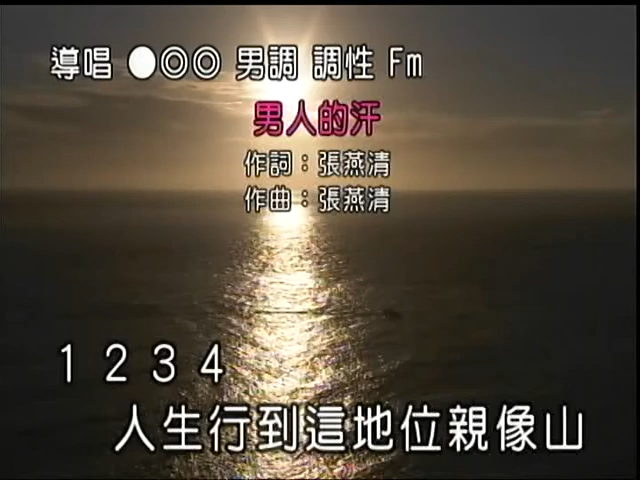 導唱 ●◎◎ 男調 調性 Fm
男人的汗
作詞：張燕清
作曲：張燕清
1 2 3 4
人生行到這地位親像山